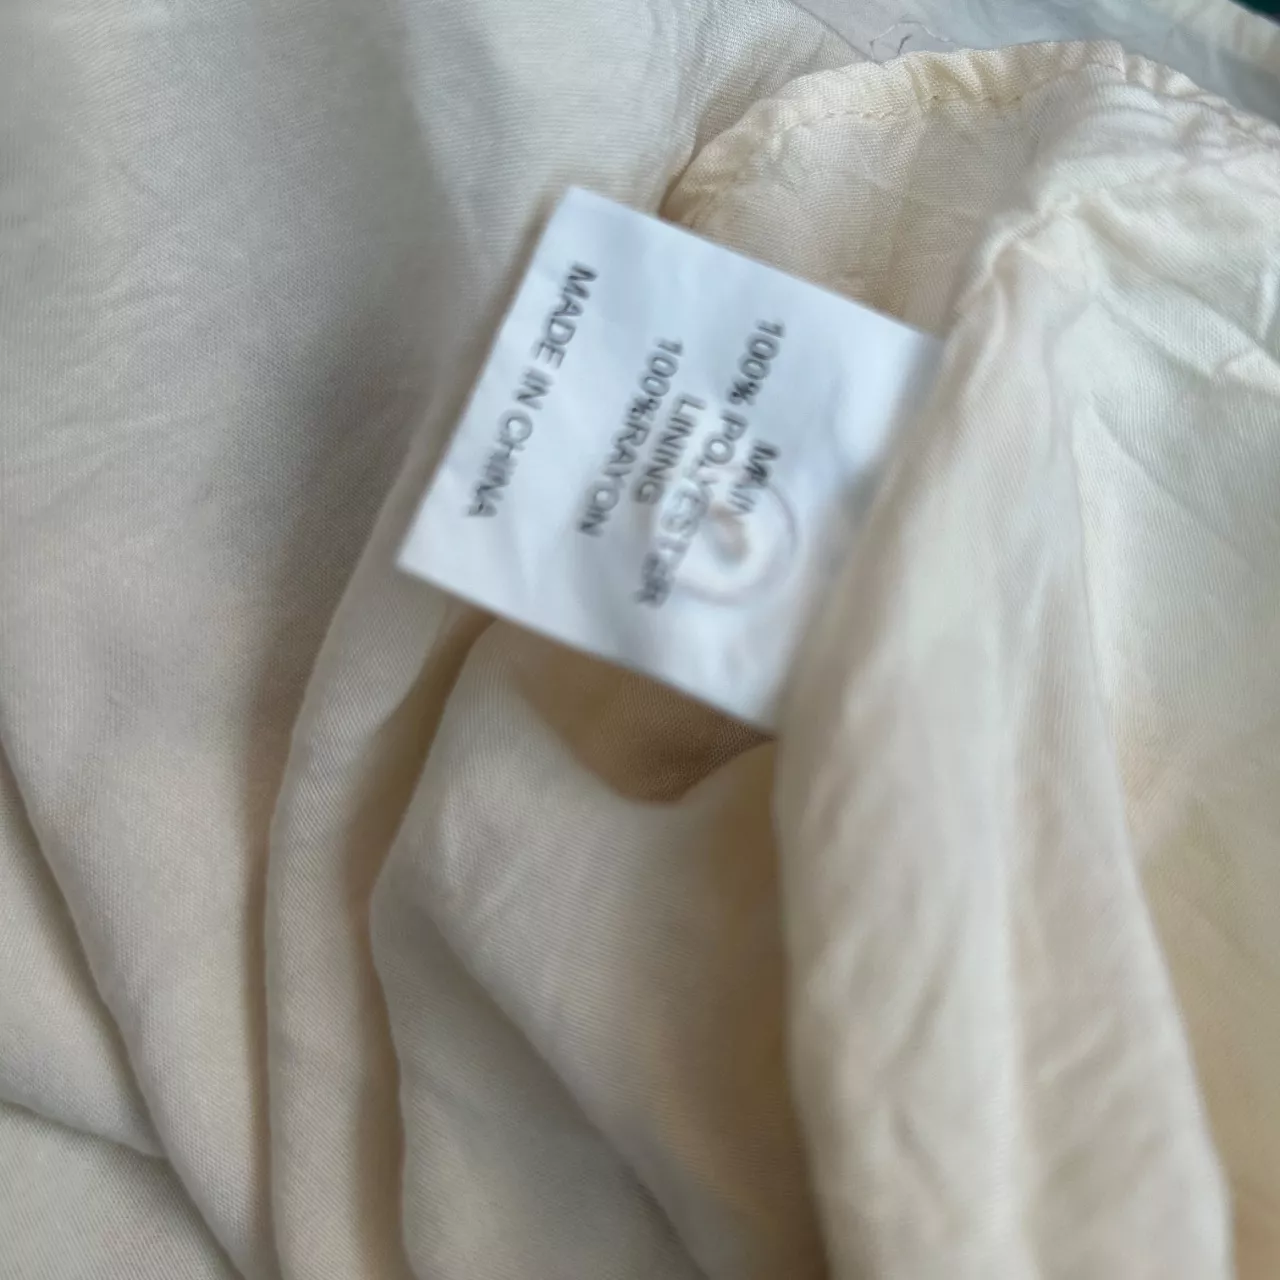 MAIN
100% POLYESTER
LINING
100%RAYON
MADE IN CHINA